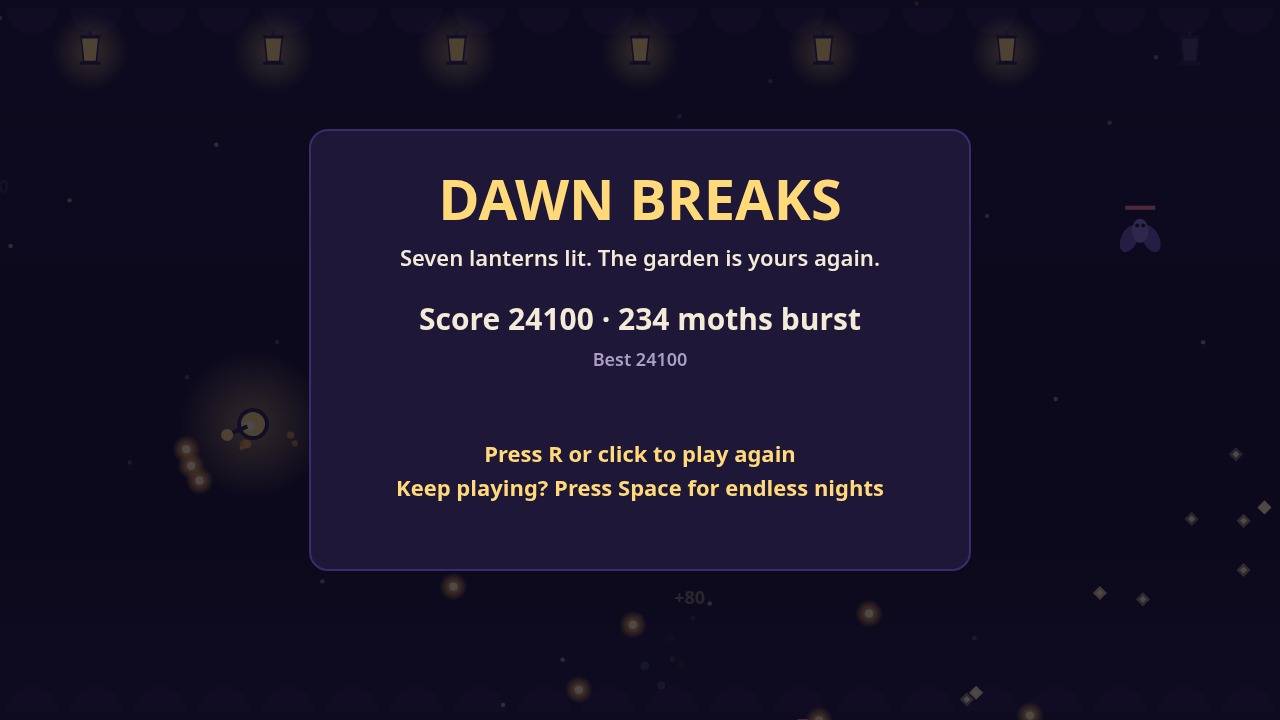 DAWN BREAKS
Seven lanterns lit. The garden is yours again.
Score 24100 · 234 moths burst
Best 24100
Press R or click to play again
Keep playing? Press Space for endless nights
+80